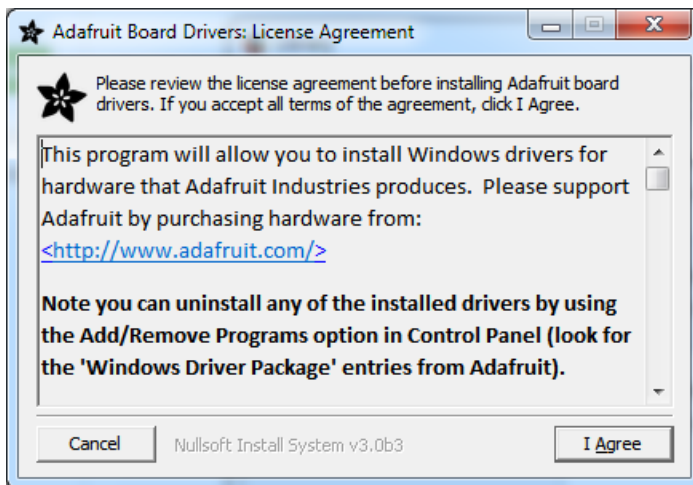 Adafruit Board Drivers: License Agreement
Please review the license agreement before installing Adafruit board
drivers. If you accept all terms of the agreement, click I Agree.
This program will allow you to install Windows drivers for
hardware that Adafruit Industries produces.  Please support
Adafruit by purchasing hardware from:
<http://www.adafruit.com/>
Note you can uninstall any of the installed drivers by using
the Add/Remove Programs option in Control Panel (look for
the 'Windows Driver Package' entries from Adafruit).
Cancel
Nullsoft Install System v3.0b3
I Agree